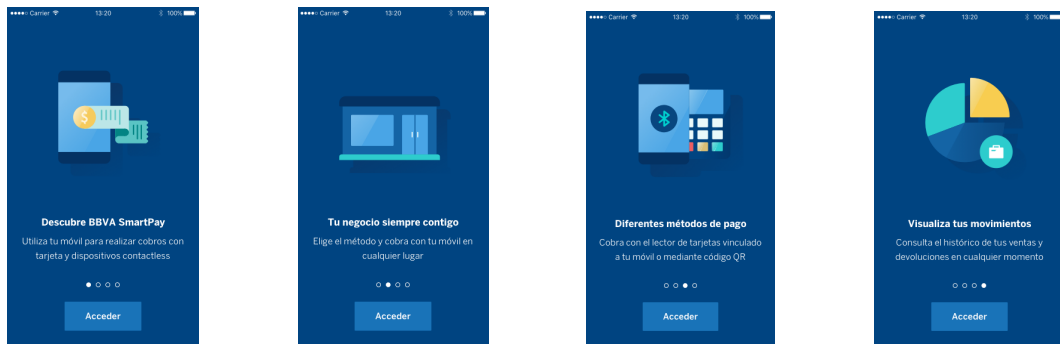 Carrier 13:20 100%
Descubre BBVA SmartPay
Utiliza tu móvil para realizar cobros con
tarjeta y dispositivos contactless
Acceder
Carrier 13:20 100%
Tu negocio siempre contigo
Elige el método y cobra con tu móvil en
cualquier lugar
Acceder
Carrier 13:20 100%
$
Diferentes métodos de pago
Cobra con el lector de tarjetas vinculado
a tu móvil o mediante código QR
Acceder
Carrier 13:20 100%
Visualiza tus movimientos
Consulta el histórico de tus ventas y
devoluciones en cualquier momento
Acceder